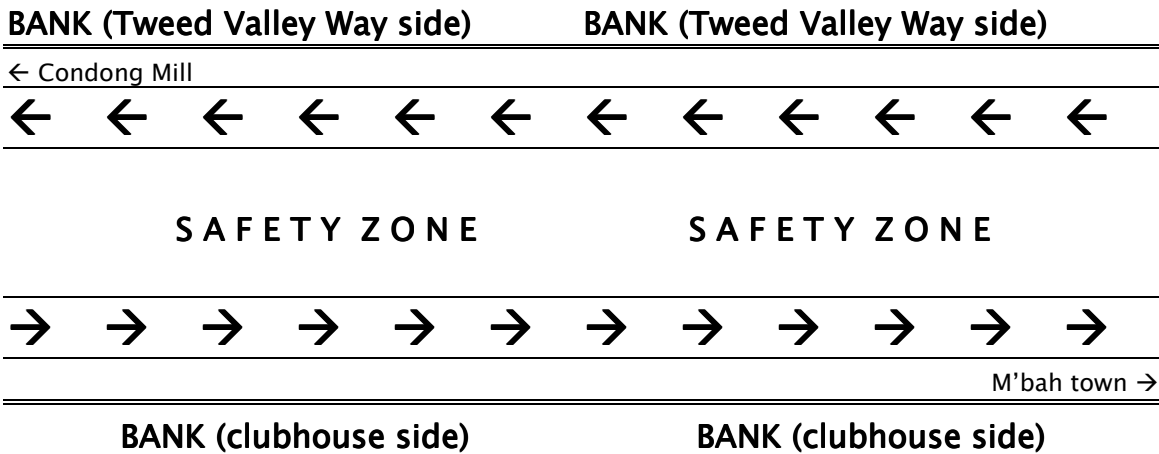 BANK (Tweed Valley Way side) BANK (Tweed Valley Way side)
← Condong Mill
← ← ← ← ← ← ← ← ← ← ← ←
SAFETY ZONE SAFETY ZONE
→ → → → → → → → → → → →
M’bah town →
BANK (clubhouse side) BANK (clubhouse side)